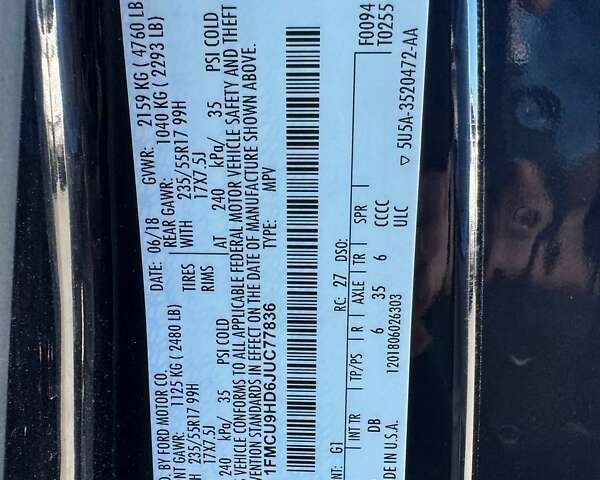 D. BY FORD MOTOR CO.
DATE: 06/18 GVWR: 2159 KG ( 4760 LB
NT GAWR: 1125 KG ( 2480 LB) REAR GAWR: 1040 KG ( 2293 LB)
H 235/55R17 99H TIRES WITH 235/55R17 99H
17X7.5J RIMS 17X7.5J
240 kPa/ 35 PSI COLD AT 240 kPa/ 35 PSI COLD
VEHICLE CONFORMS TO ALL APPLICABLE FEDERAL MOTOR VEHICLE SAFETY AND THEFT
VENTION STANDARDS IN EFFECT ON THE DATE OF MANUFACTURE SHOWN ABOVE.
1FMCU9HD6JUC77836 TYPE: MPV
F0094
T0255
RC: 27 DSO:
G1
INT TR TP/PS R AXLE TR SPR
DB 6 35 6 CCCC
ULC
E IN U.S.A. 1201806026303 ▽ 5U5A-3520472-AA